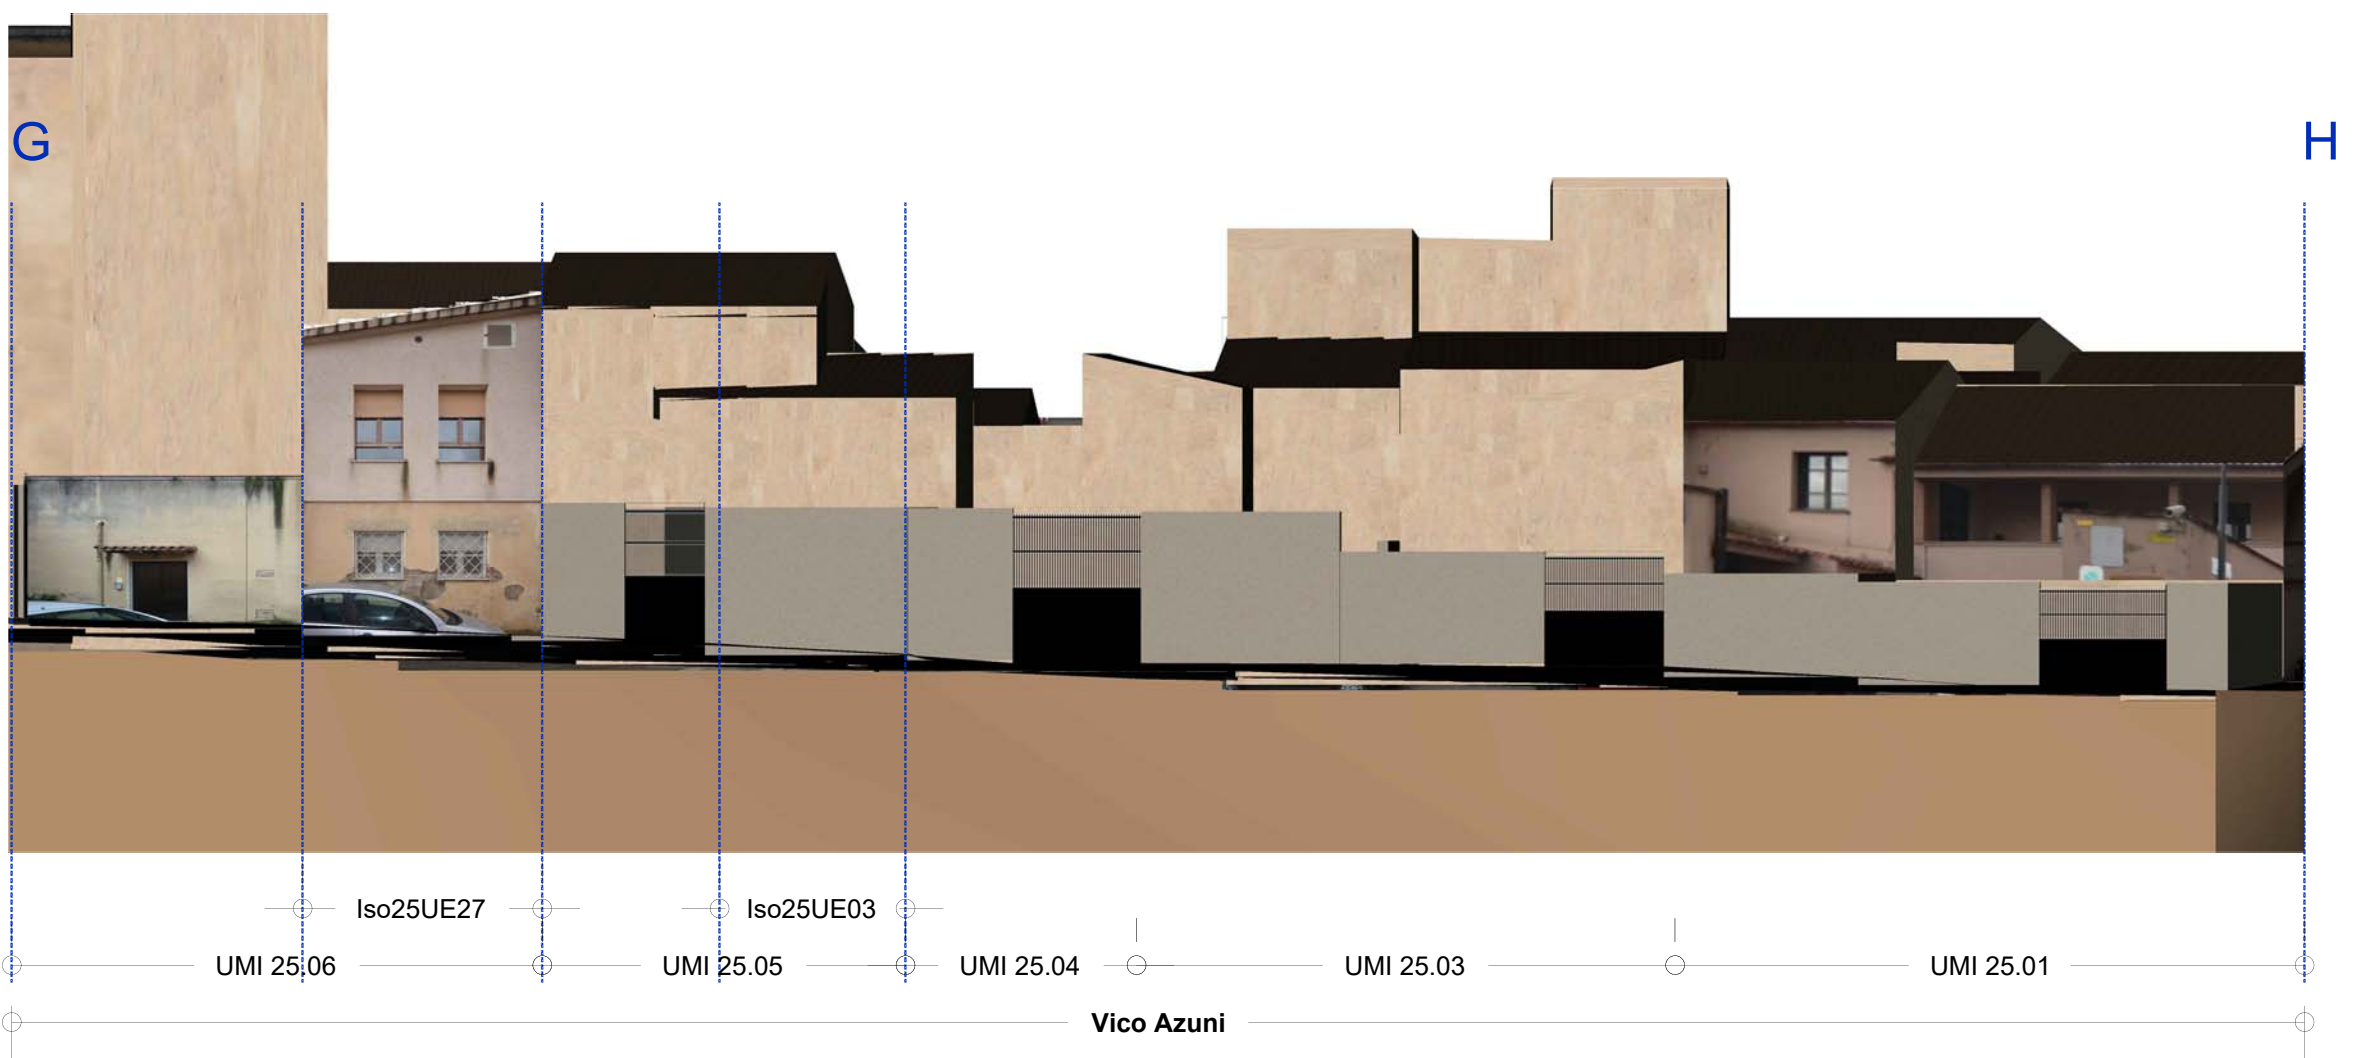 G
H
Iso25UE27
Iso25UE03
UMI 25.06
UMI 25.05
UMI 25.04
UMI 25.03
UMI 25.01
Vico Azuni